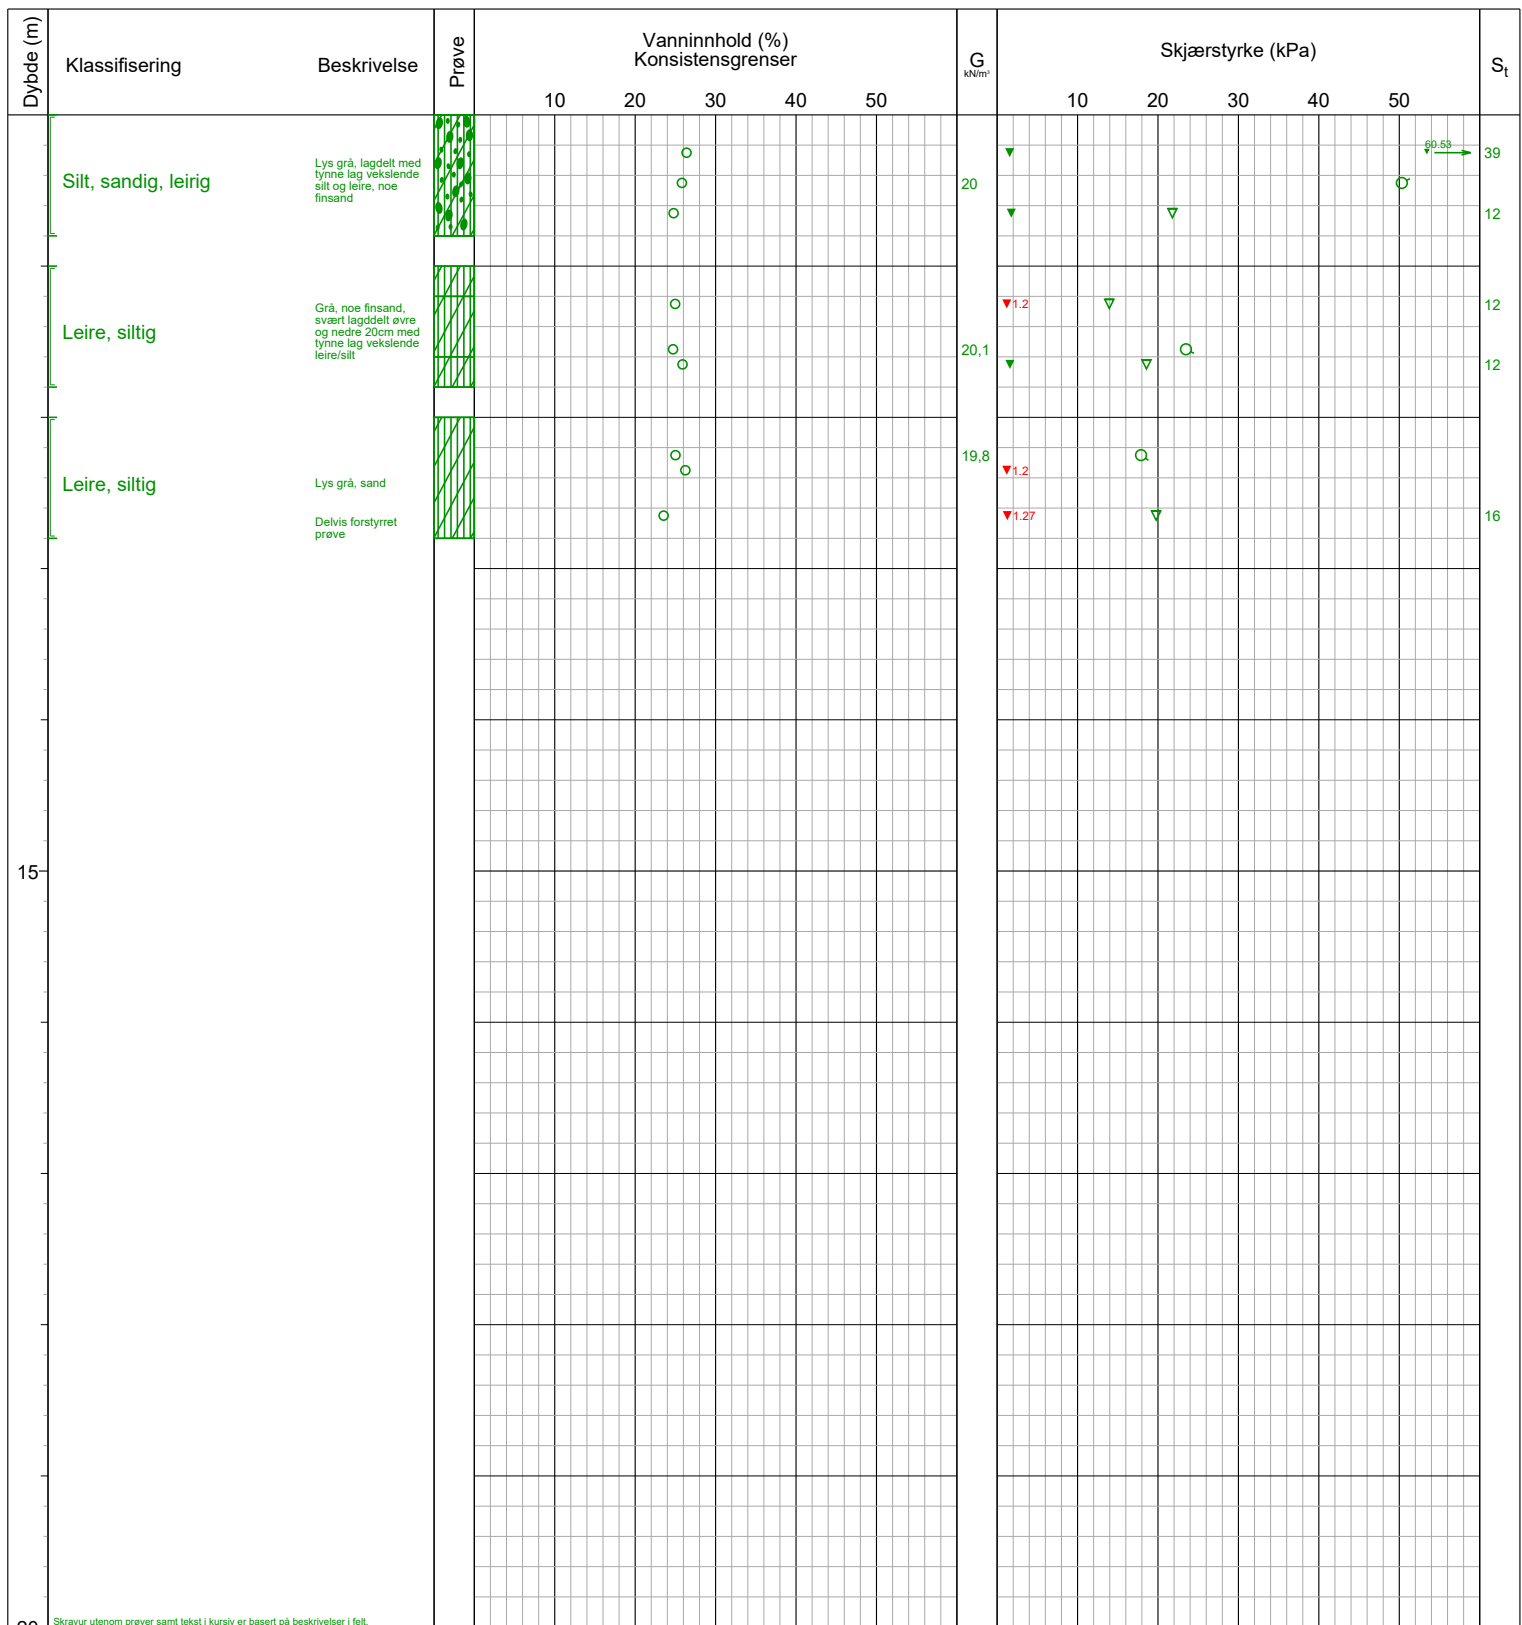 Dybde (m)
Klassifisering
Beskrivelse
Prøve
Vanninnhold (%)
Konsistensgrenser
10 20 30 40 50
G
kN/m³
Skjærstyrke (kPa)
10 20 30 40 50
St
Silt, sandig, leirig
Lys grå, lagdelt med
tynne lag vekslende
silt og leire, noe
finsand
60.53
39
20
12
Leire, siltig
Grå, noe finsand,
svært lagddelt øvre
og nedre 20cm med
tynne lag vekslende
leire/silt
1.2
12
20,1
12
Leire, siltig
Lys grå, sand
Delvis forstyrret
prøve
19,8
1.2
1.27
16
15
Skravur utenom prøver samt tekst i kursiv er basert på beskrivelser i felt.